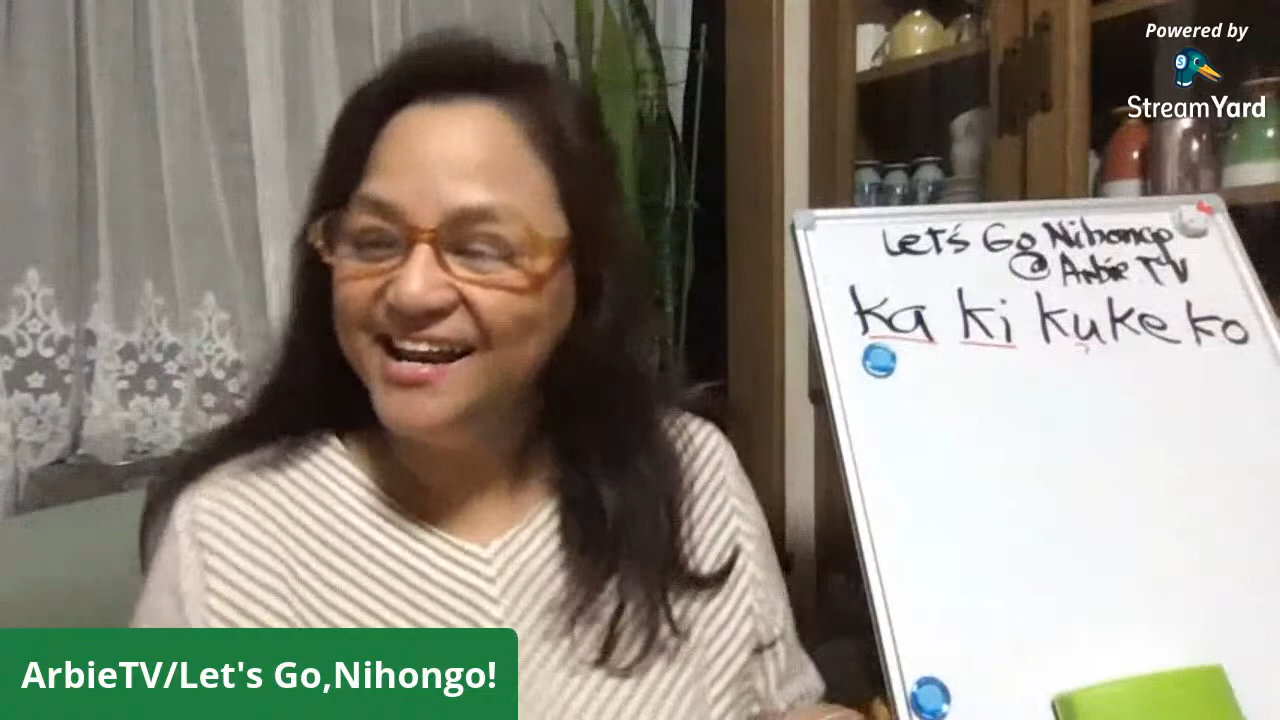 Powered by
StreamYard
Let's Go Nihongo
@ Arbie TV
Ka Ki Ku Ke Ko
ArbieTV/Let's Go,Nihongo!